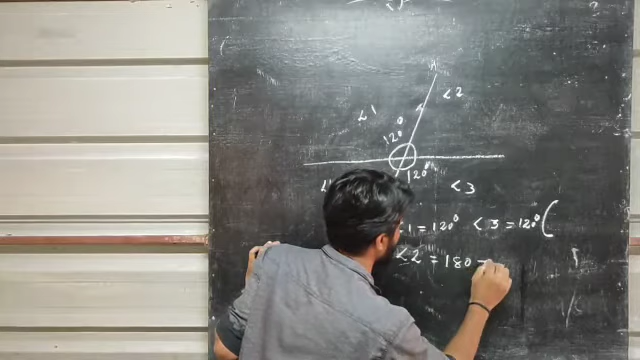 ∠1
∠2
120°
120°
∠3
1 = 120° ∠3 = 120° (
∠2 = 180 -